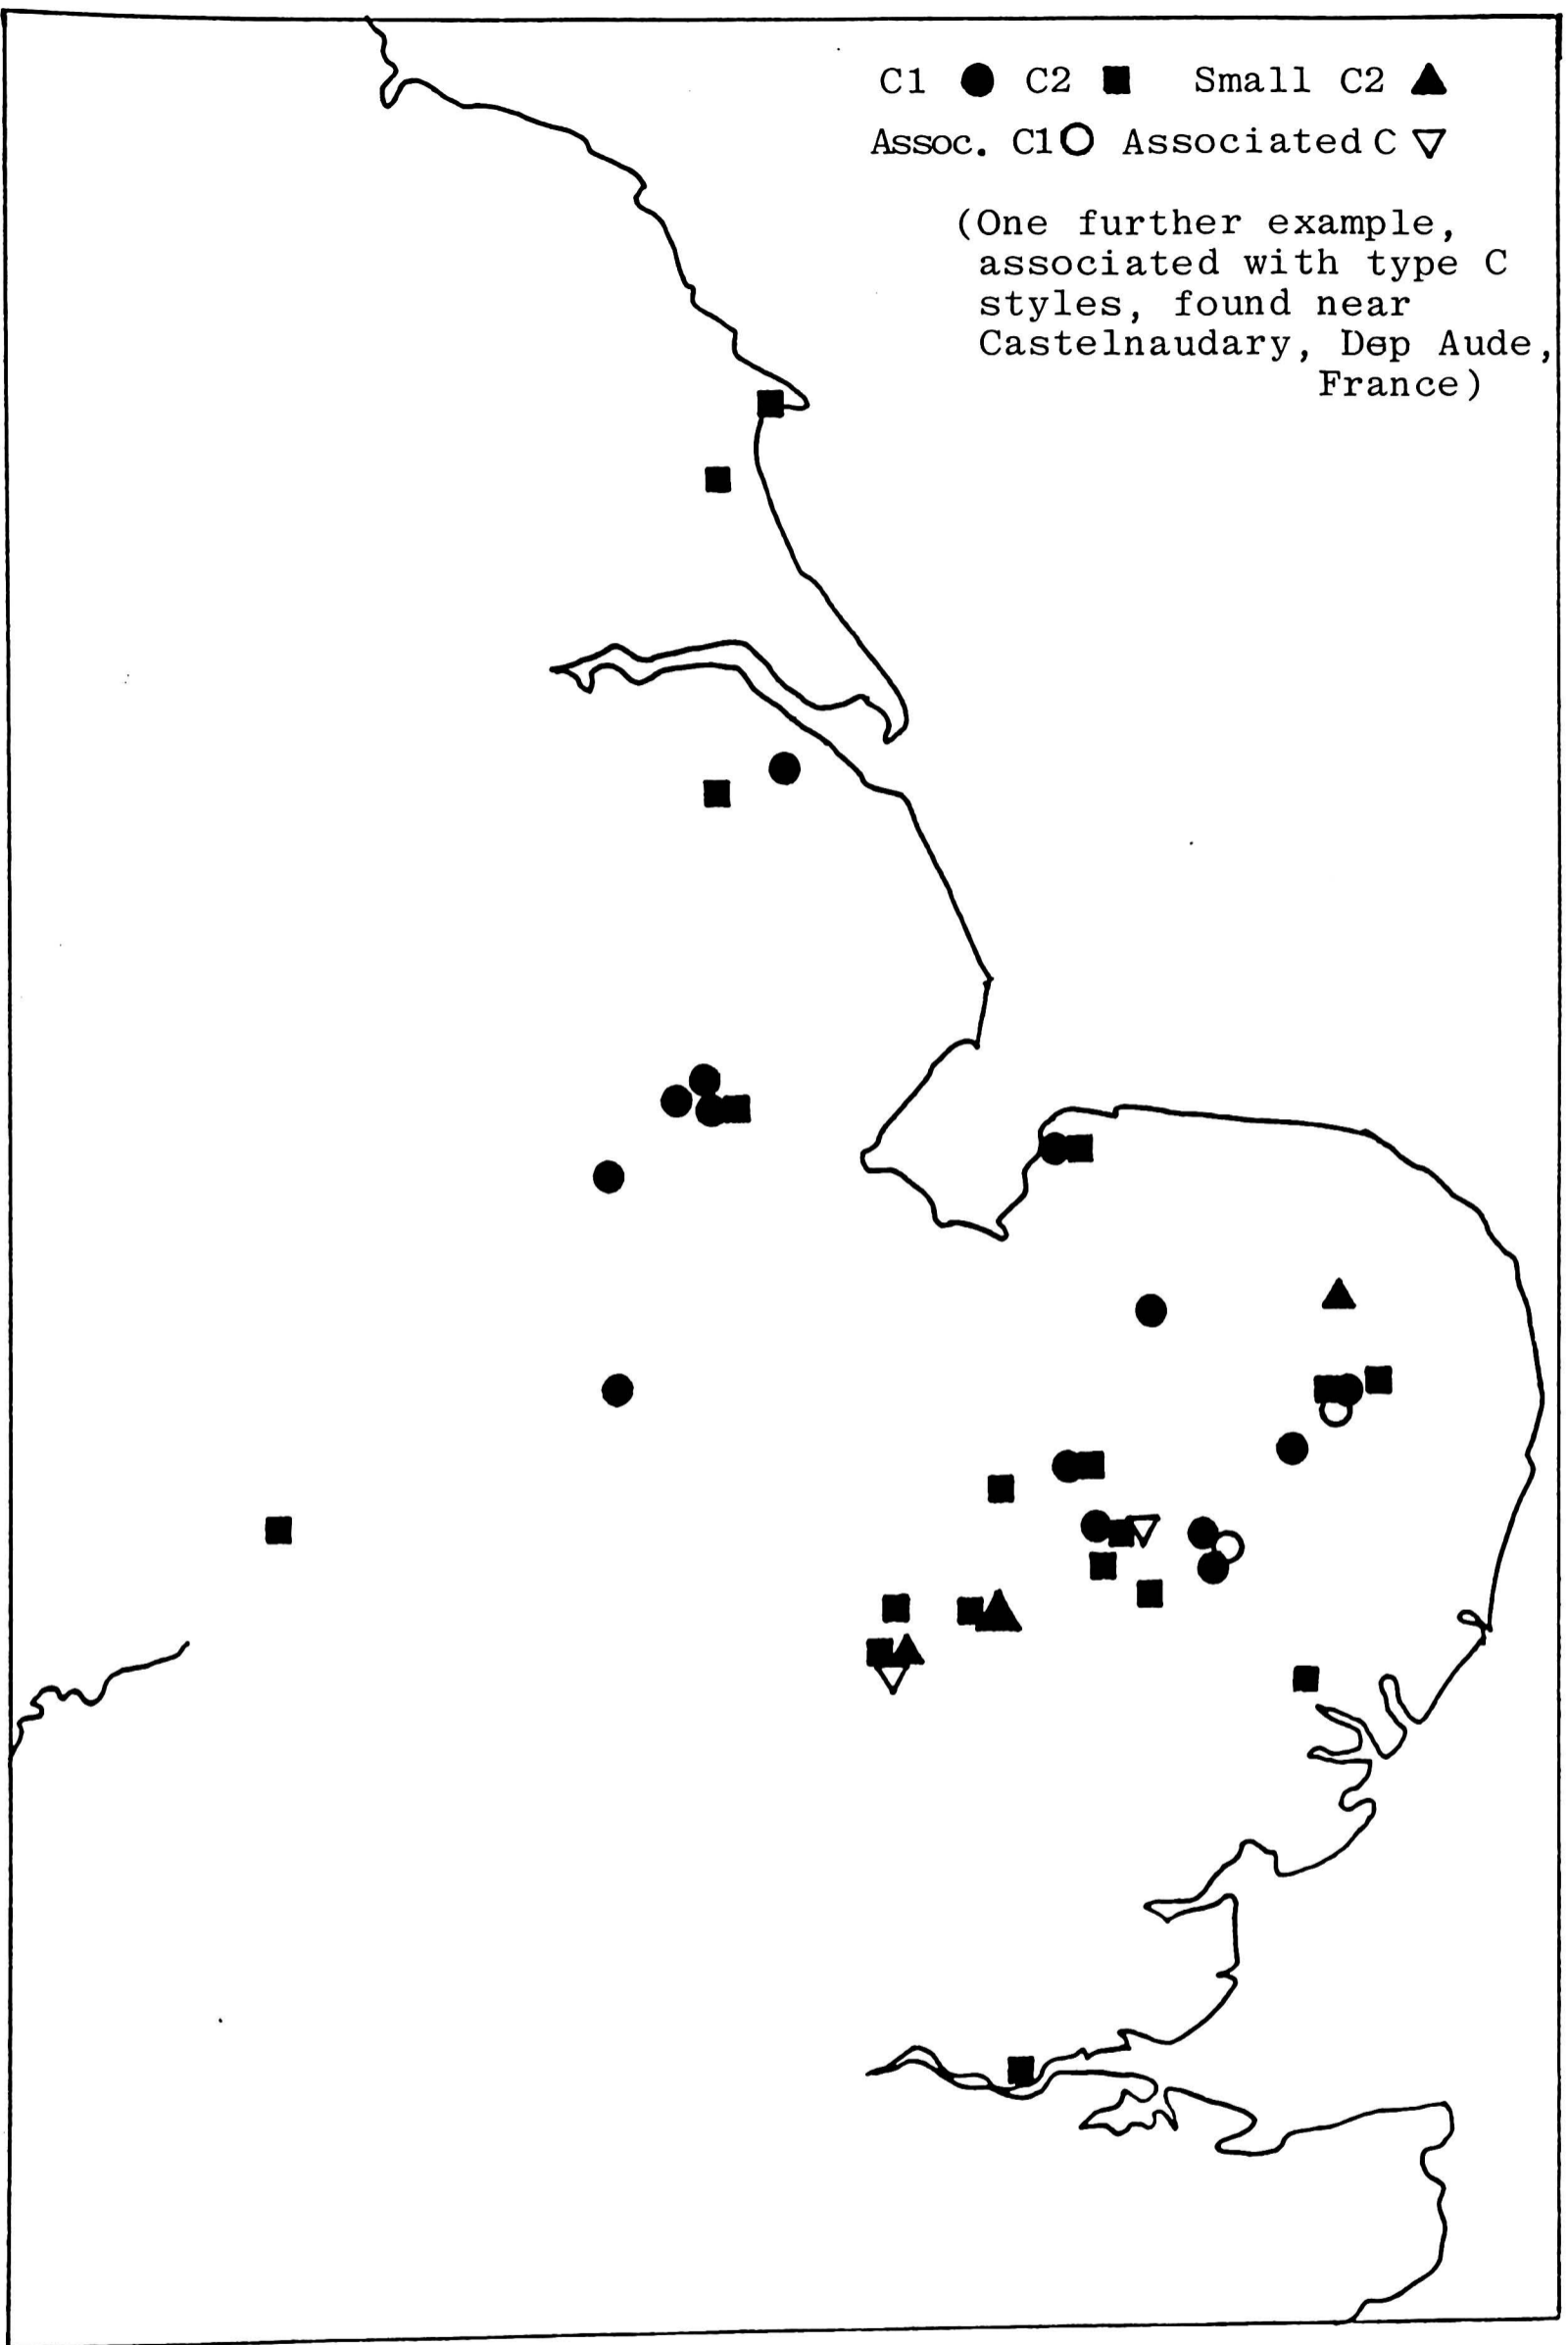 C1 ● C2 ■ Small C2 ▲
Assoc. C1 ○ Associated C ▽
(One further example,
associated with type C
styles, found near
Castelnaudary, Dep Aude,
France)